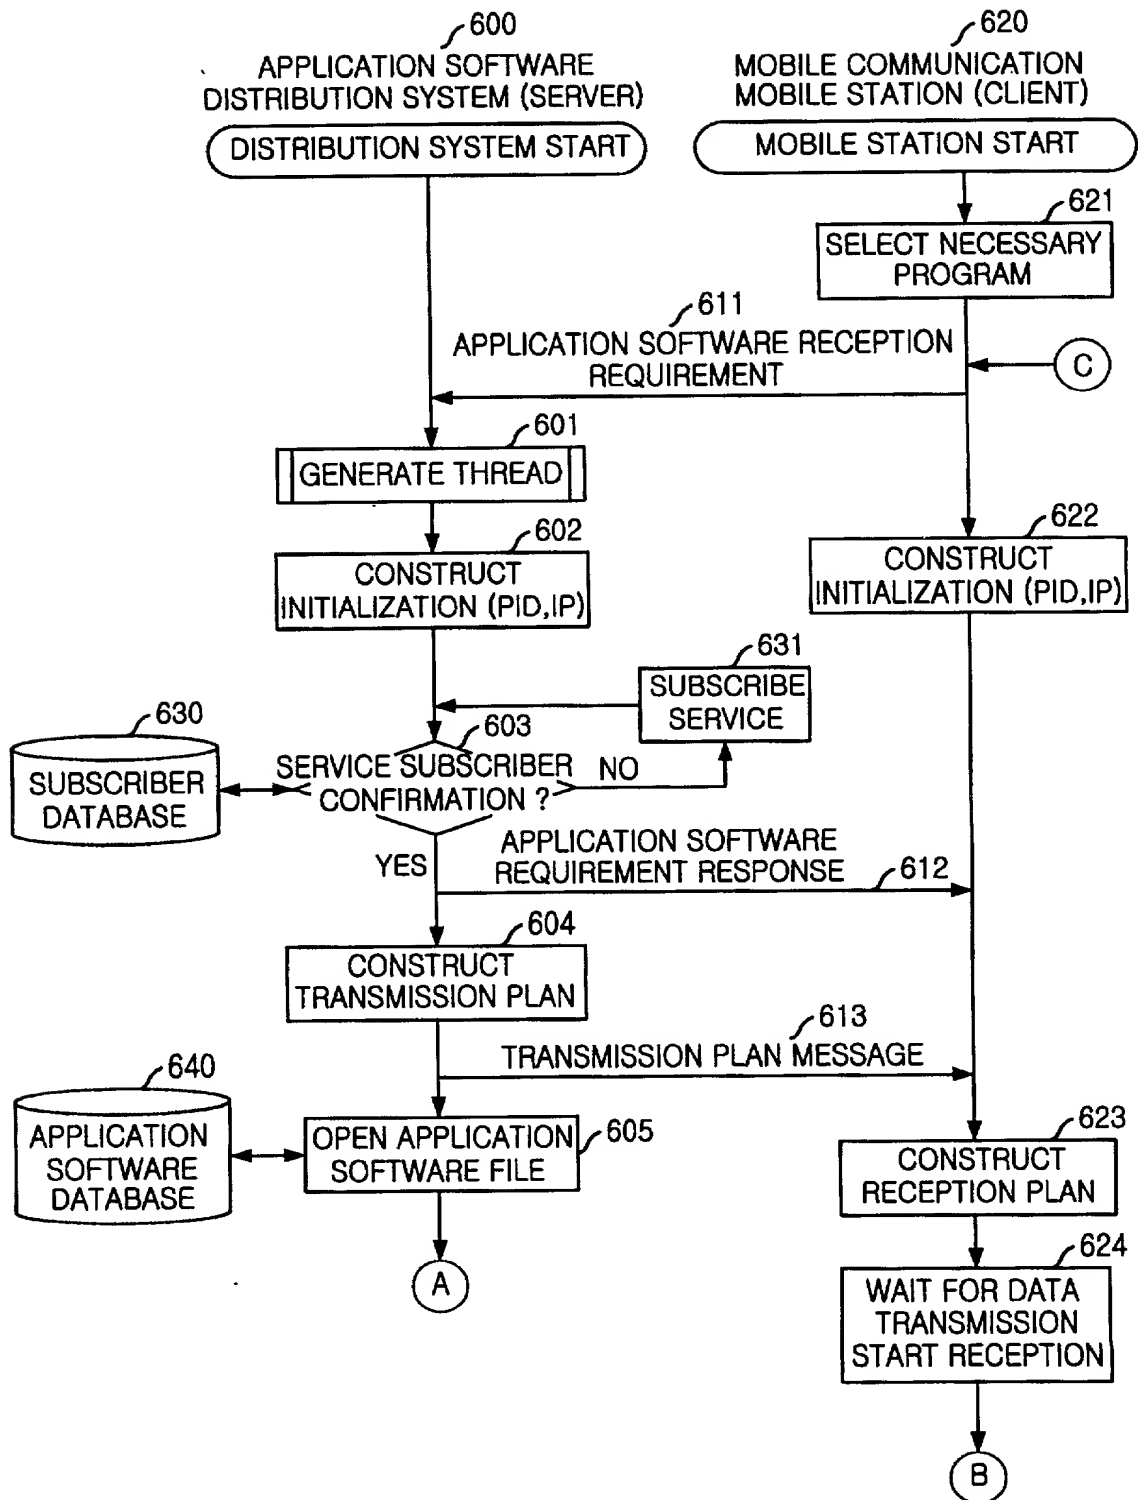 600
APPLICATION SOFTWARE
DISTRIBUTION SYSTEM (SERVER)
DISTRIBUTION SYSTEM START
620
MOBILE COMMUNICATION
MOBILE STATION (CLIENT)
MOBILE STATION START
621
SELECT NECESSARY
PROGRAM
611
APPLICATION SOFTWARE RECEPTION
REQUIREMENT
C
601
GENERATE THREAD
602
CONSTRUCT
INITIALIZATION (PID,IP)
622
CONSTRUCT
INITIALIZATION (PID,IP)
631
SUBSCRIBE
SERVICE
630
SUBSCRIBER
DATABASE
603
SERVICE SUBSCRIBER
CONFIRMATION ?
NO
YES
APPLICATION SOFTWARE
REQUIREMENT RESPONSE
612
604
CONSTRUCT
TRANSMISSION PLAN
613
TRANSMISSION PLAN MESSAGE
640
APPLICATION
SOFTWARE
DATABASE
OPEN APPLICATION
SOFTWARE FILE
605
623
CONSTRUCT
RECEPTION PLAN
624
WAIT FOR DATA
TRANSMISSION
START RECEPTION
A
B